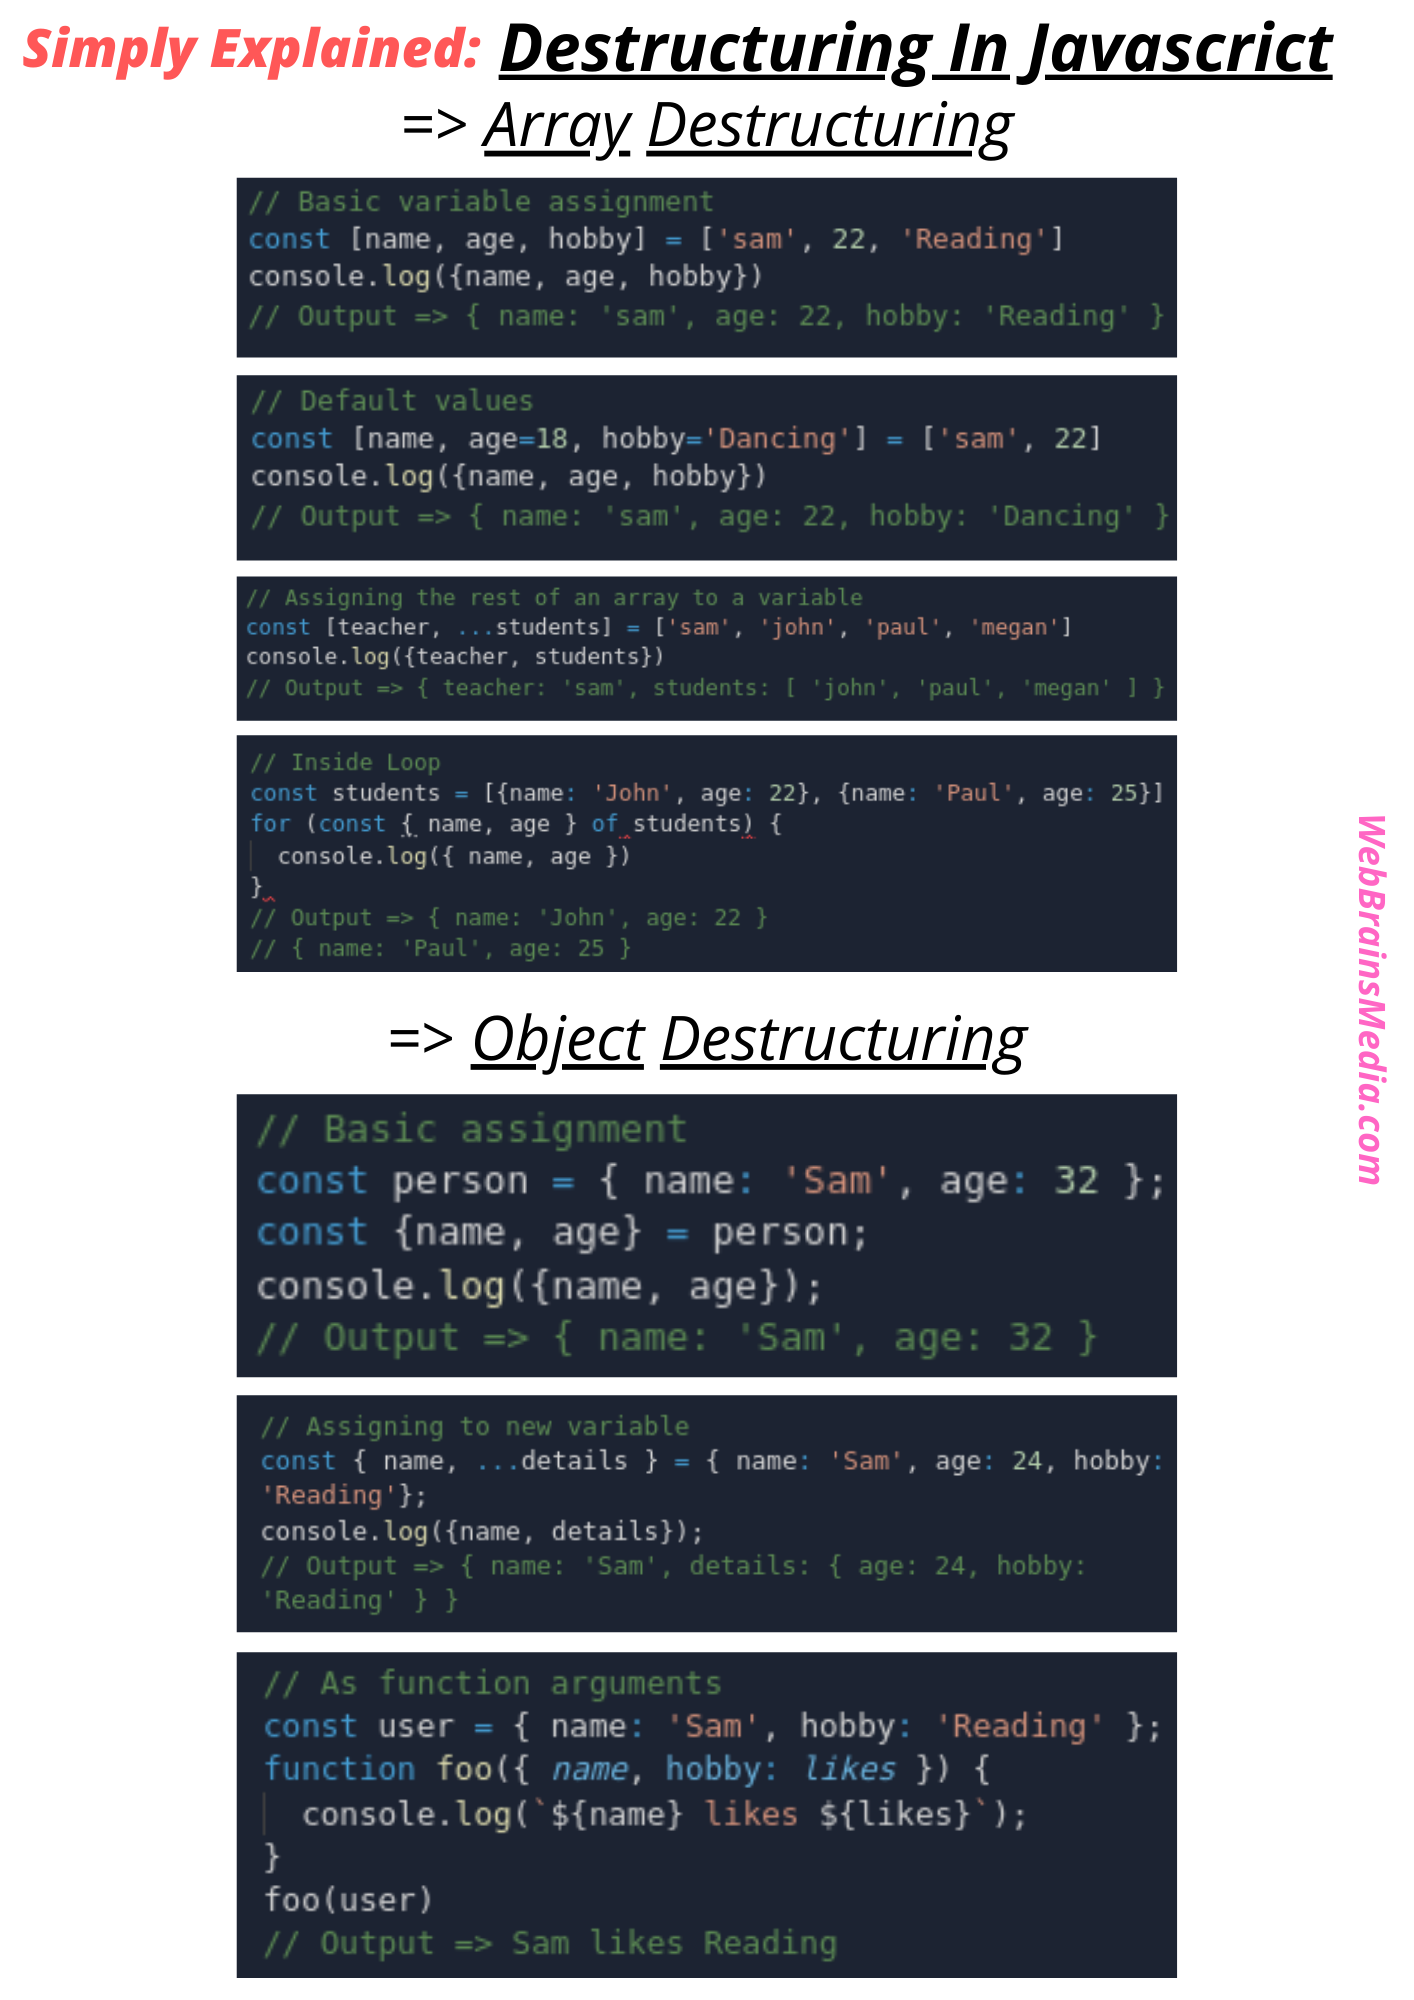 Simply Explained: Destructuring In Javascrict
=> Array Destructuring
// Basic variable assignment
const [name, age, hobby] = ['sam', 22, 'Reading']
console.log({name, age, hobby})
// Output => { name: 'sam', age: 22, hobby: 'Reading' }
// Default values
const [name, age=18, hobby='Dancing'] = ['sam', 22]
console.log({name, age, hobby})
// Output => { name: 'sam', age: 22, hobby: 'Dancing' }
// Assigning the rest of an array to a variable
const [teacher, ...students] = ['sam', 'john', 'paul', 'megan']
console.log({teacher, students})
// Output => { teacher: 'sam', students: [ 'john', 'paul', 'megan' ] }
// Inside Loop
const students = [{name: 'John', age: 22}, {name: 'Paul', age: 25}]
for (const { name, age } of students) {
  console.log({ name, age })
}
// Output => { name: 'John', age: 22 }
// { name: 'Paul', age: 25 }
=> Object Destructuring
// Basic assignment
const person = { name: 'Sam', age: 32 };
const {name, age} = person;
console.log({name, age});
// Output => { name: 'Sam', age: 32 }
// Assigning to new variable
const { name, ...details } = { name: 'Sam', age: 24, hobby:
'Reading'};
console.log({name, details});
// Output => { name: 'Sam', details: { age: 24, hobby:
'Reading' } }
// As function arguments
const user = { name: 'Sam', hobby: 'Reading' };
function foo({ name, hobby: likes }) {
  console.log(`${name} likes ${likes}`);
}
foo(user)
// Output => Sam likes Reading
WebBrainsMedia.com